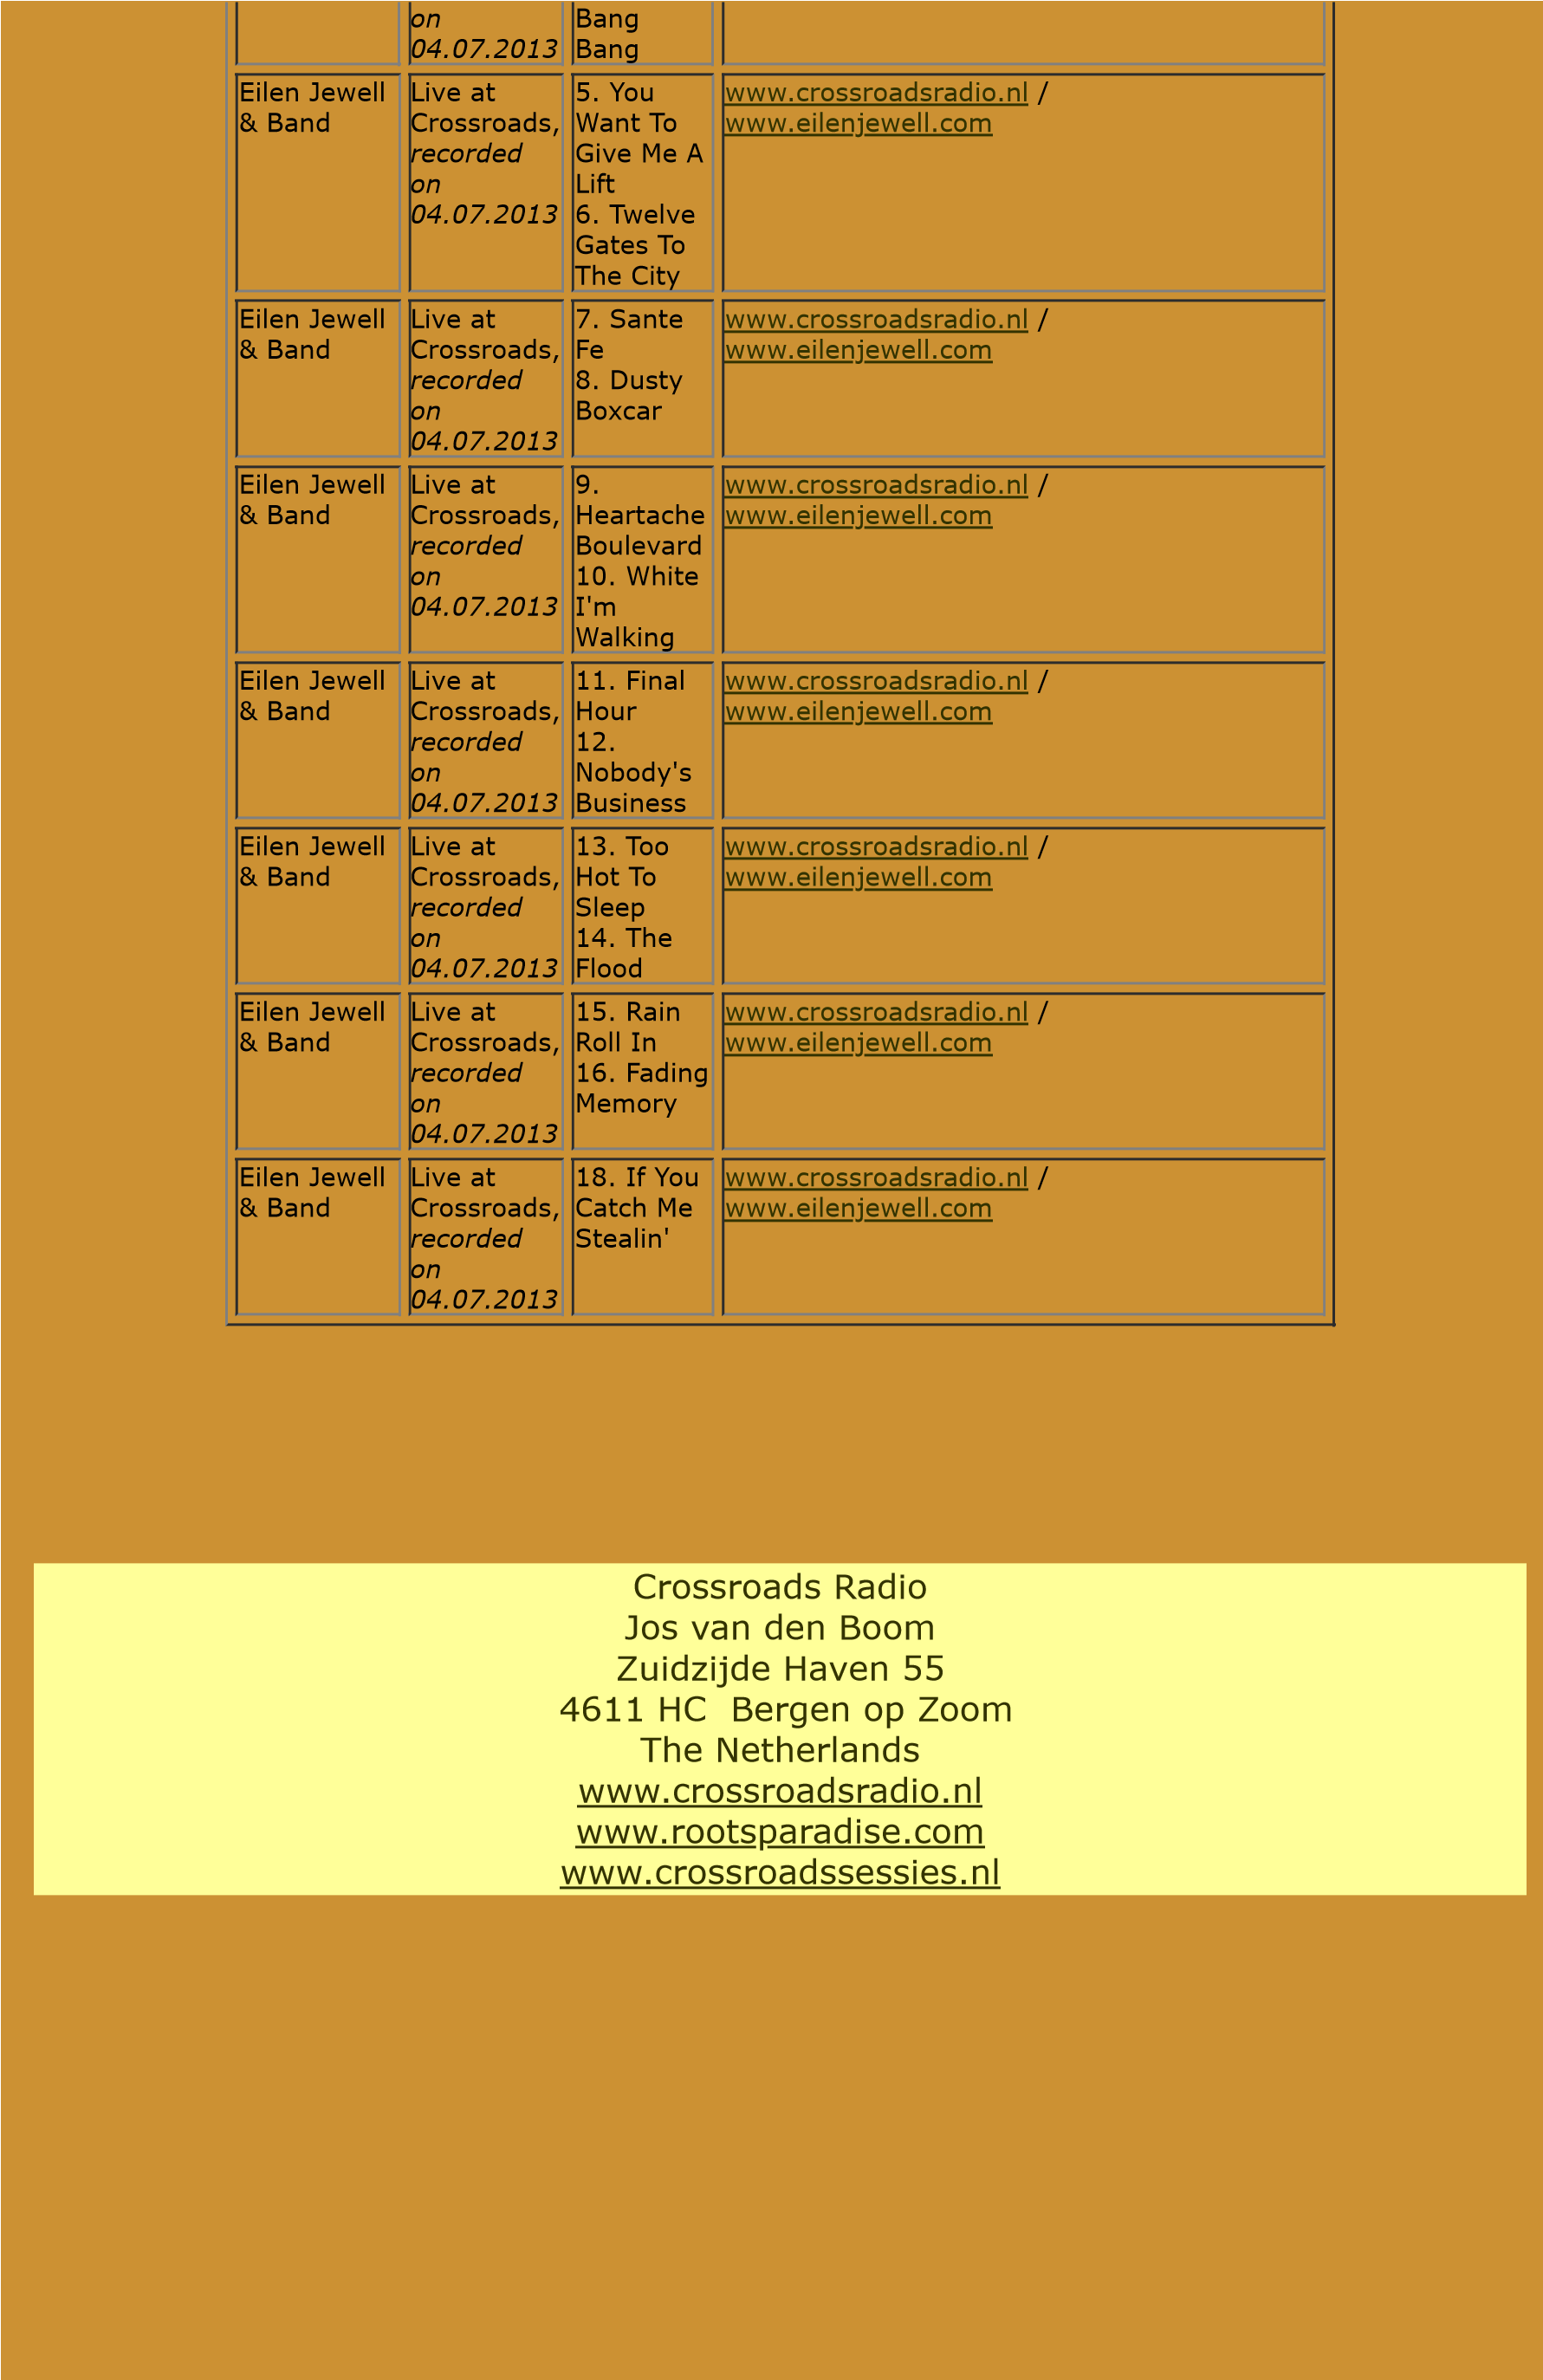 on
04.07.2013
Bang
Bang
Eilen Jewell
& Band
Live at
Crossroads,
recorded
on
04.07.2013
5. You
Want To
Give Me A
Lift
6. Twelve
Gates To
The City
www.crossroadsradio.nl /
www.eilenjewell.com
Eilen Jewell
& Band
Live at
Crossroads,
recorded
on
04.07.2013
7. Sante
Fe
8. Dusty
Boxcar
www.crossroadsradio.nl /
www.eilenjewell.com
Eilen Jewell
& Band
Live at
Crossroads,
recorded
on
04.07.2013
9.
Heartache
Boulevard
10. White
I'm
Walking
www.crossroadsradio.nl /
www.eilenjewell.com
Eilen Jewell
& Band
Live at
Crossroads,
recorded
on
04.07.2013
11. Final
Hour
12.
Nobody's
Business
www.crossroadsradio.nl /
www.eilenjewell.com
Eilen Jewell
& Band
Live at
Crossroads,
recorded
on
04.07.2013
13. Too
Hot To
Sleep
14. The
Flood
www.crossroadsradio.nl /
www.eilenjewell.com
Eilen Jewell
& Band
Live at
Crossroads,
recorded
on
04.07.2013
15. Rain
Roll In
16. Fading
Memory
www.crossroadsradio.nl /
www.eilenjewell.com
Eilen Jewell
& Band
Live at
Crossroads,
recorded
on
04.07.2013
18. If You
Catch Me
Stealin'
www.crossroadsradio.nl /
www.eilenjewell.com
Crossroads Radio
Jos van den Boom
Zuidzijde Haven 55
4611 HC  Bergen op Zoom
The Netherlands
www.crossroadsradio.nl
www.rootsparadise.com
www.crossroadssessies.nl